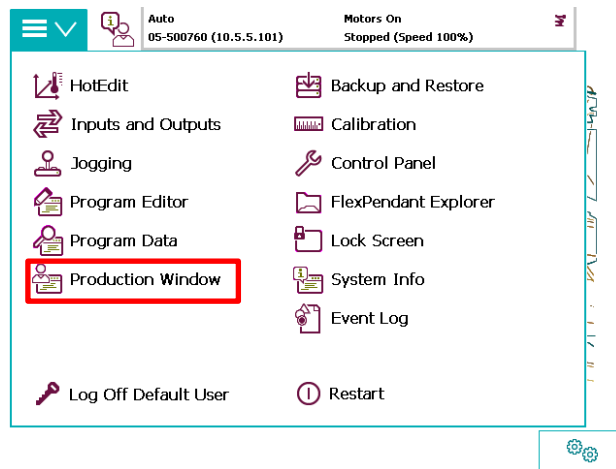 Auto
Motors On
05-500760 (10.5.5.101)
Stopped (Speed 100%)
HotEdit
Backup and Restore
Inputs and Outputs
Calibration
Jogging
Control Panel
Program Editor
FlexPendant Explorer
Program Data
Lock Screen
Production Window
System Info
Event Log
Log Off Default User
Restart